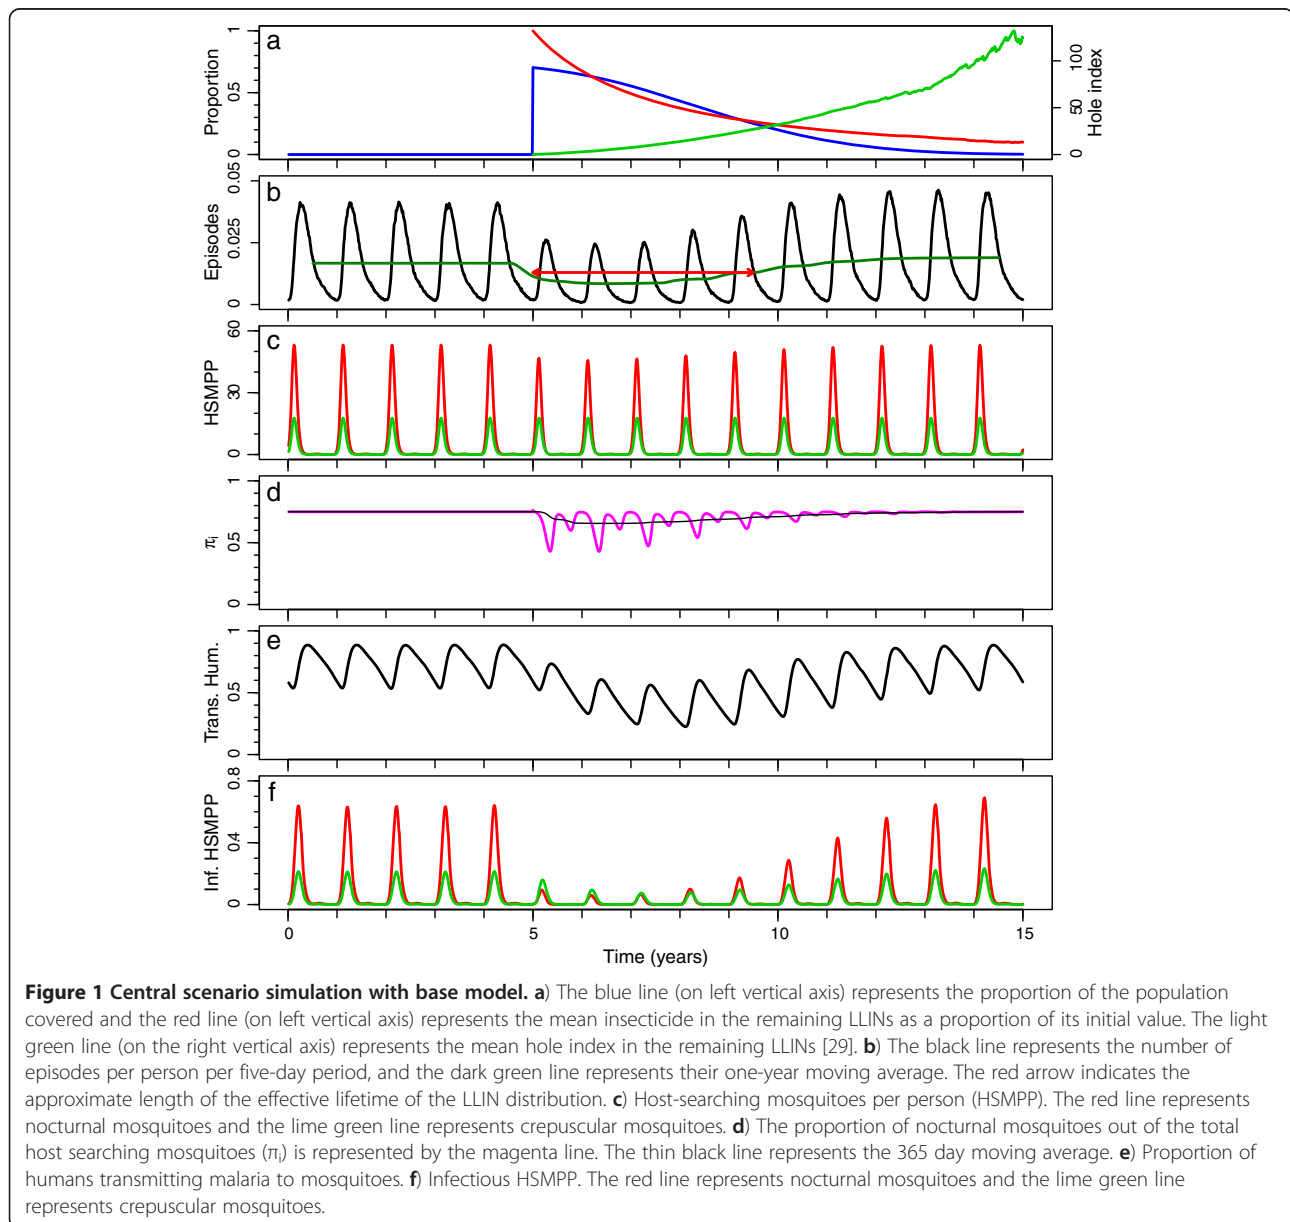 a
Proportion
0
0.5
1
Hole index
0
50
100
b
Episodes
0
0.025
0.05
c
HSMPP
0
30
60
d
πi
0
0.5
1
e
Trans. Hum.
0
0.5
1
f
Inf. HSMPP
0
0.4
0.8
0
5
10
15
Time (years)
Figure 1 Central scenario simulation with base model. a) The blue line (on left vertical axis) represents the proportion of the population
covered and the red line (on left vertical axis) represents the mean insecticide in the remaining LLINs as a proportion of its initial value. The light
green line (on the right vertical axis) represents the mean hole index in the remaining LLINs [29]. b) The black line represents the number of
episodes per person per five-day period, and the dark green line represents their one-year moving average. The red arrow indicates the
approximate length of the effective lifetime of the LLIN distribution. c) Host-searching mosquitoes per person (HSMPP). The red line represents
nocturnal mosquitoes and the lime green line represents crepuscular mosquitoes. d) The proportion of nocturnal mosquitoes out of the total
host searching mosquitoes (πi) is represented by the magenta line. The thin black line represents the 365 day moving average. e) Proportion of
humans transmitting malaria to mosquitoes. f) Infectious HSMPP. The red line represents nocturnal mosquitoes and the lime green line
represents crepuscular mosquitoes.